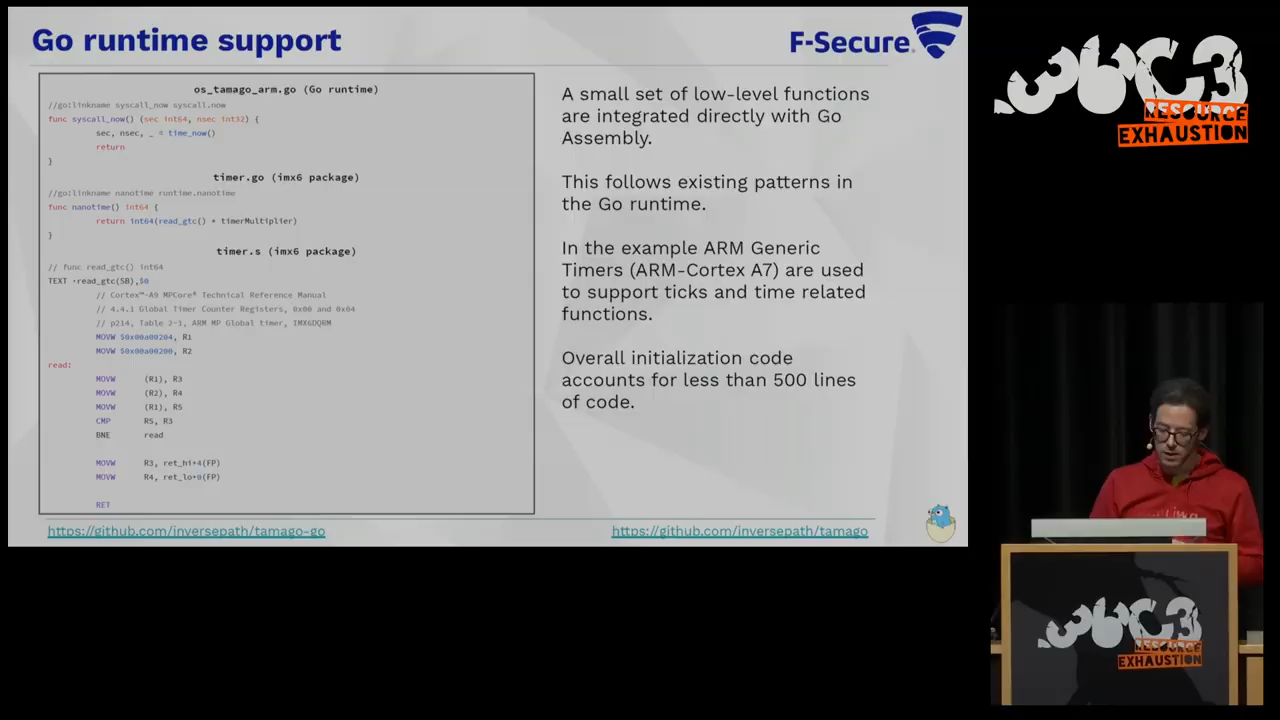 Go runtime support
F-Secure.
os_tamago_arm.go (Go runtime)
//go:linkname syscall_now syscall.now
func syscall_now() (sec int64, nsec int32) {
sec, nsec, _ = time_now()
return
}
timer.go (imx6 package)
//go:linkname nanotime runtime.nanotime
func nanotime() int64 {
return int64(read_gtc() * timerMultiplier)
}
timer.s (imx6 package)
// func read_gtc() int64
TEXT ·read_gtc(SB),$0
// Cortex™-A9 MPCore® Technical Reference Manual
// 4.4.1 Global Timer Counter Registers, 0x00 and 0x04
// p214, Table 2-1, ARM MP Global timer, IMX6DQRM
MOVW $0x00a00204, R1
MOVW $0x00a00200, R2
read:
MOVW (R1), R3
MOVW (R2), R4
MOVW (R1), R5
CMP R5, R3
BNE read
MOVW R3, ret_hi+4(FP)
MOVW R4, ret_lo+0(FP)
RET
A small set of low-level functions
are integrated directly with Go
Assembly.
This follows existing patterns in
the Go runtime.
In the example ARM Generic
Timers (ARM-Cortex A7) are used
to support ticks and time related
functions.
Overall initialization code
accounts for less than 500 lines
of code.
https://github.com/inversepath/tamago-go
https://github.com/inversepath/tamago
36C3
RESOURCE
EXHAUSTION
36C3
RESOURCE
EXHAUSTION